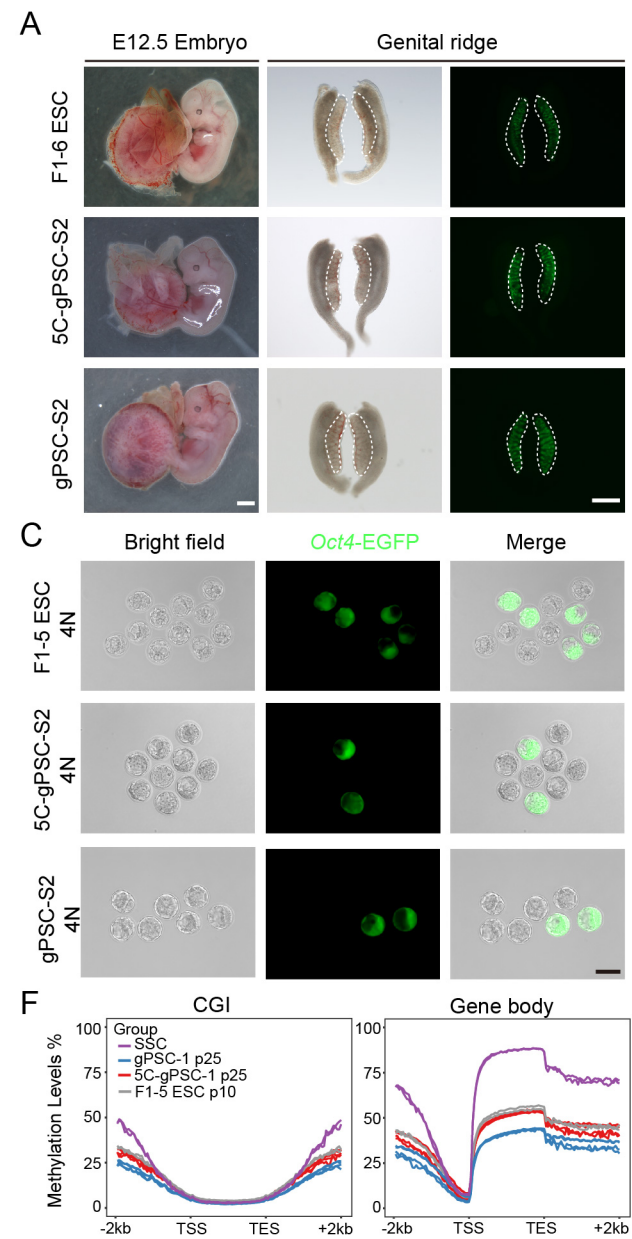 A
E12.5 Embryo
Genital ridge
F1-6 ESC
5C-gPSC-S2
gPSC-S2
C
Bright field
Oct4-EGFP
Merge
F1-5 ESC
4N
5C-gPSC-S2
4N
gPSC-S2
4N
F
CGI
Gene body
Methylation Levels %
100
75
50
25
0
Group
SSC
gPSC-1 p25
5C-gPSC-1 p25
F1-5 ESC p10
-2kb
TSS
TES
+2kb
100
75
50
25
0
-2kb
TSS
TES
+2kb